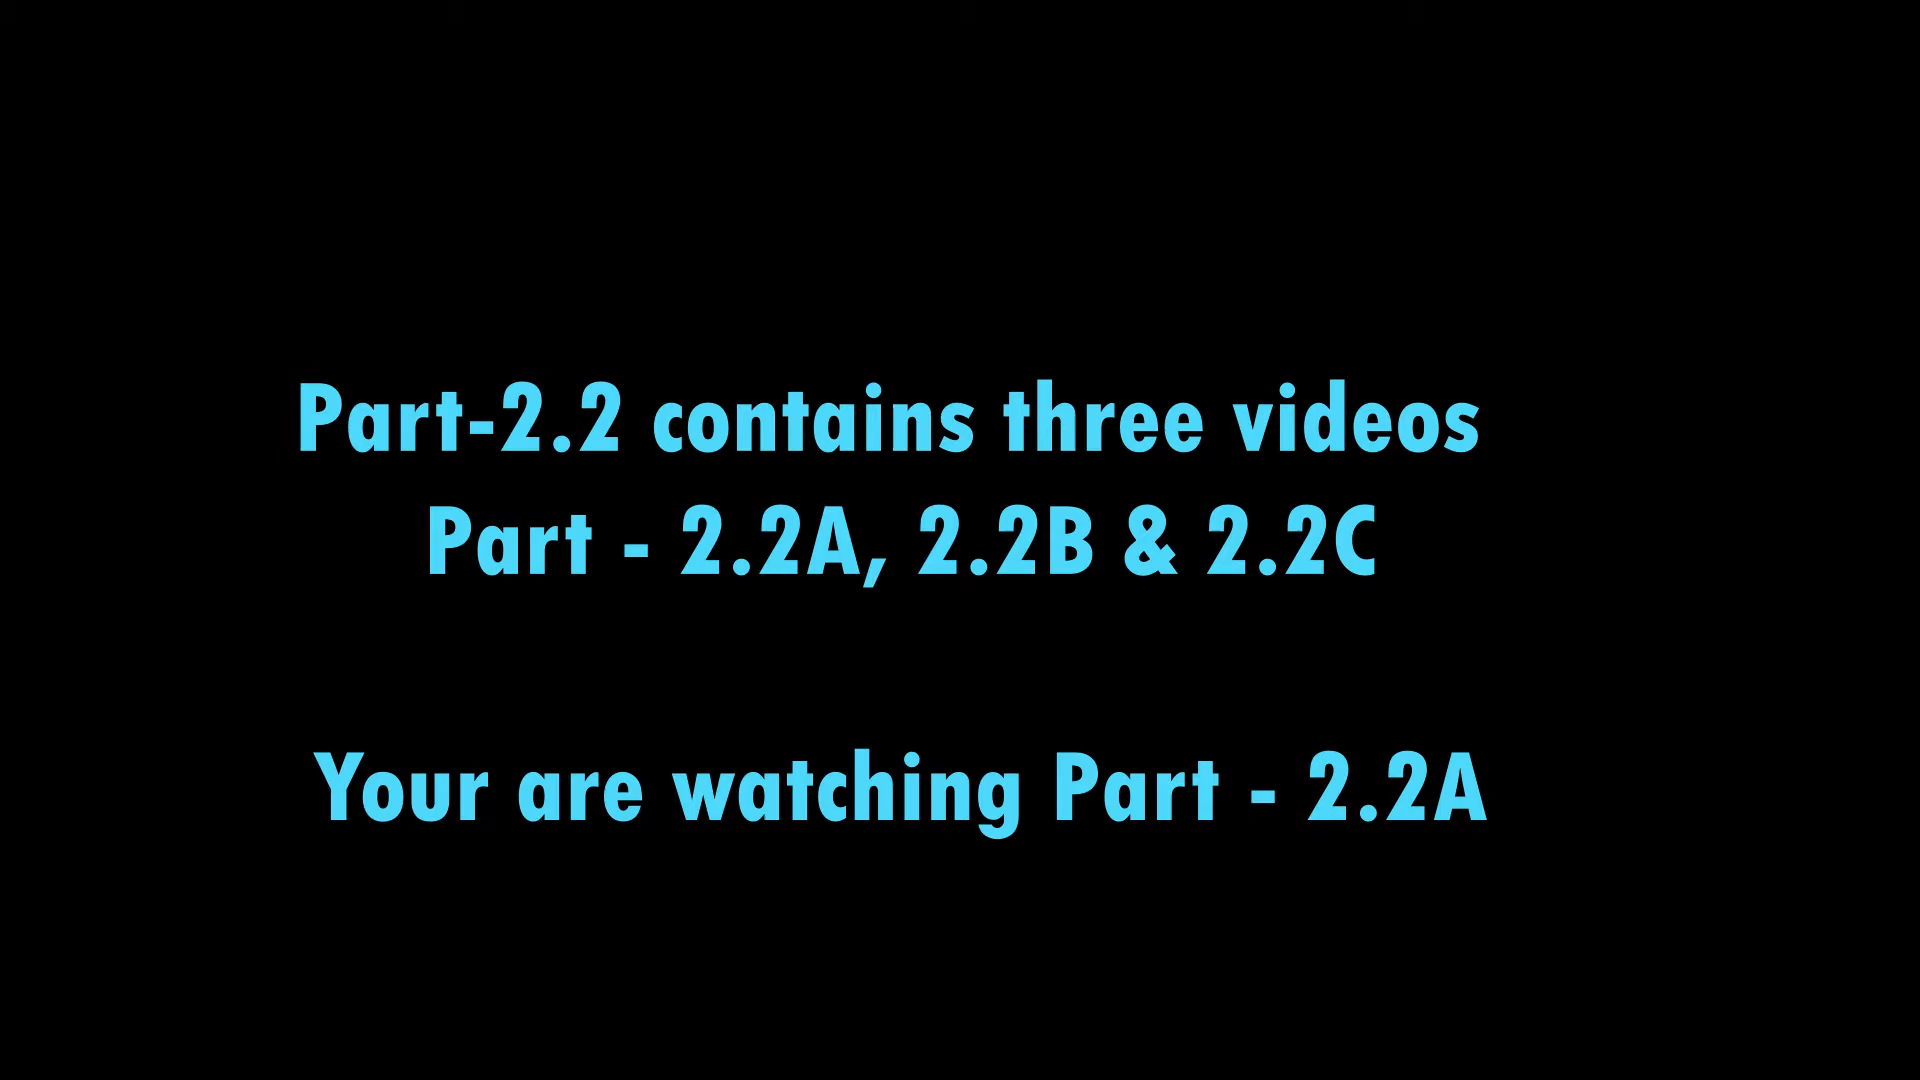 Part-2.2 contains three videos
Part - 2.2A, 2.2B & 2.2C
Your are watching Part - 2.2A